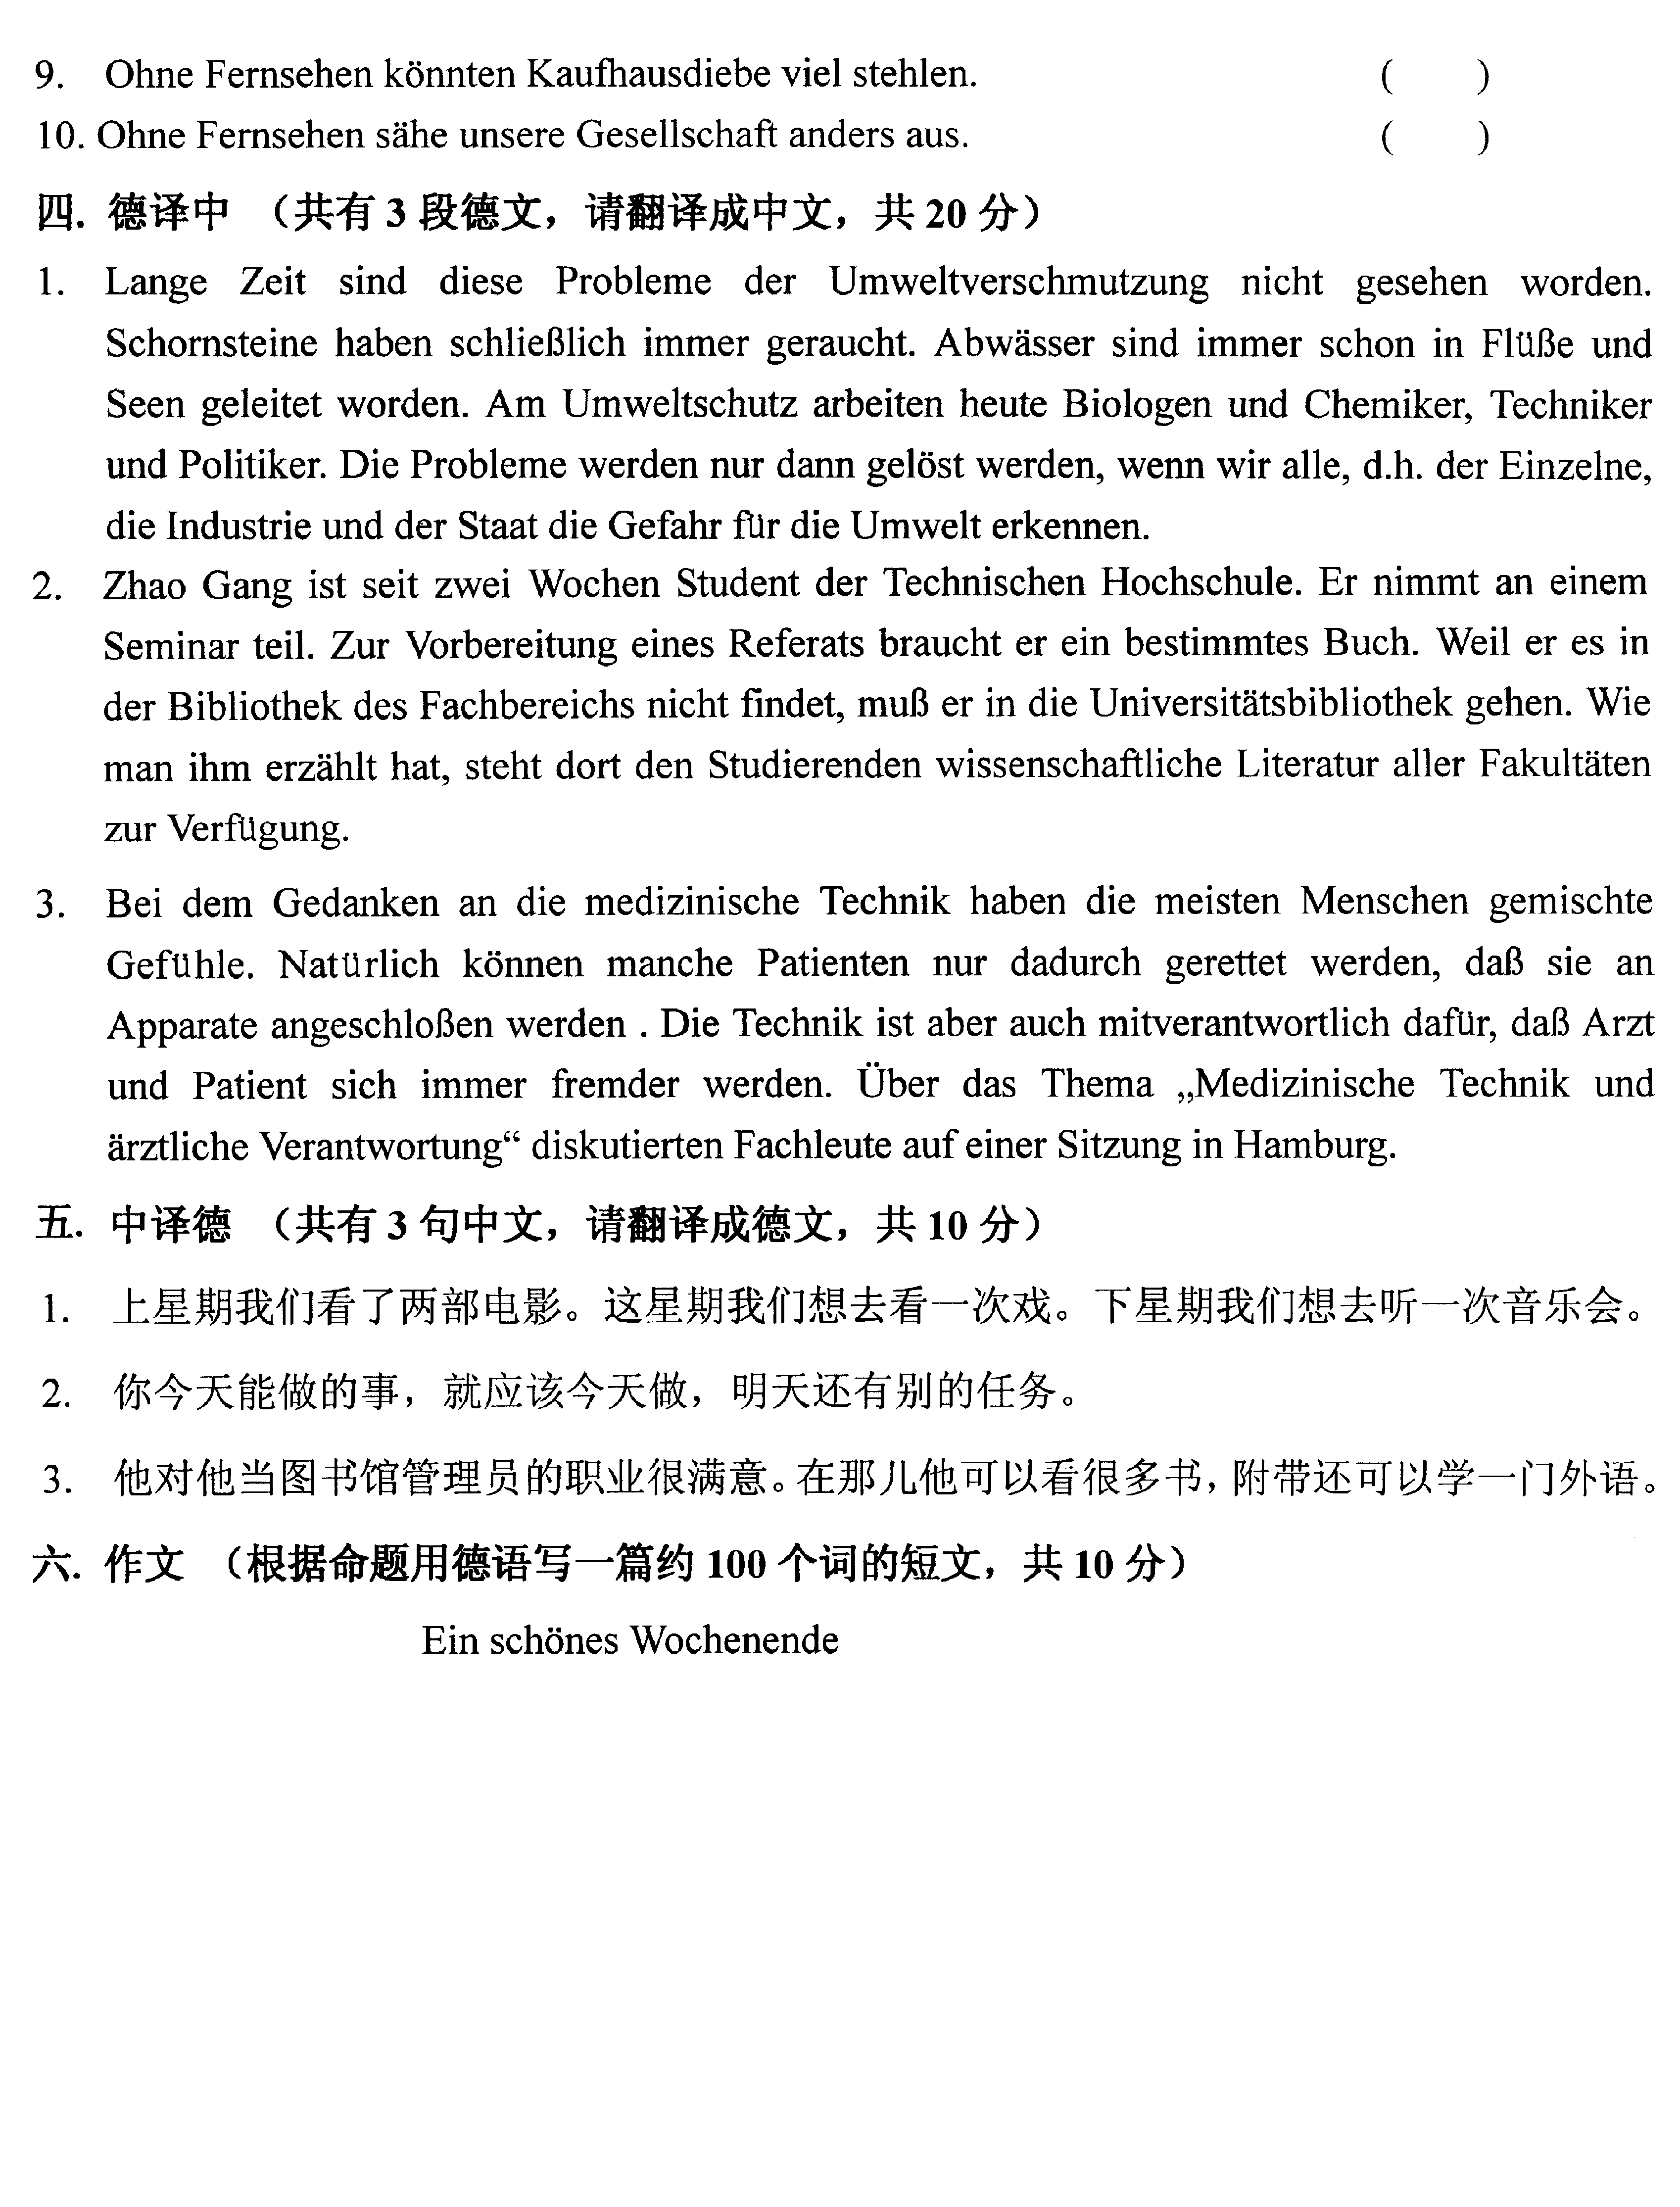 9. Ohne Fernsehen könnten Kaufhausdiebe viel stehlen. ( )
10. Ohne Fernsehen sähe unsere Gesellschaft anders aus. ( )
四. 德译中 （共有 3 段德文，请翻译成中文，共 20 分）
1. Lange Zeit sind diese Probleme der Umweltverschmutzung nicht gesehen worden.
Schornsteine haben schließlich immer geraucht. Abwässer sind immer schon in Flüße und
Seen geleitet worden. Am Umweltschutz arbeiten heute Biologen und Chemiker, Techniker
und Politiker. Die Probleme werden nur dann gelöst werden, wenn wir alle, d.h. der Einzelne,
die Industrie und der Staat die Gefahr für die Umwelt erkennen.
2. Zhao Gang ist seit zwei Wochen Student der Technischen Hochschule. Er nimmt an einem
Seminar teil. Zur Vorbereitung eines Referats braucht er ein bestimmtes Buch. Weil er es in
der Bibliothek des Fachbereichs nicht findet, muß er in die Universitätsbibliothek gehen. Wie
man ihm erzählt hat, steht dort den Studierenden wissenschaftliche Literatur aller Fakultäten
zur Verfügung.
3. Bei dem Gedanken an die medizinische Technik haben die meisten Menschen gemischte
Gefühle. Natürlich können manche Patienten nur dadurch gerettet werden, daß sie an
Apparate angeschloßen werden . Die Technik ist aber auch mitverantwortlich dafür, daß Arzt
und Patient sich immer fremder werden. Über das Thema „Medizinische Technik und
ärztliche Verantwortung“ diskutierten Fachleute auf einer Sitzung in Hamburg.
五. 中译德 （共有 3 句中文，请翻译成德文，共 10 分）
1. 上星期我们看了两部电影。这星期我们想去看一次戏。下星期我们想去听一次音乐会。
2. 你今天能做的事，就应该今天做，明天还有别的任务。
3. 他对他当图书馆管理员的职业很满意。在那儿他可以看很多书，附带还可以学一门外语。
六. 作文 （根据命题用德语写一篇约 100 个词的短文，共 10 分）
Ein schönes Wochenende